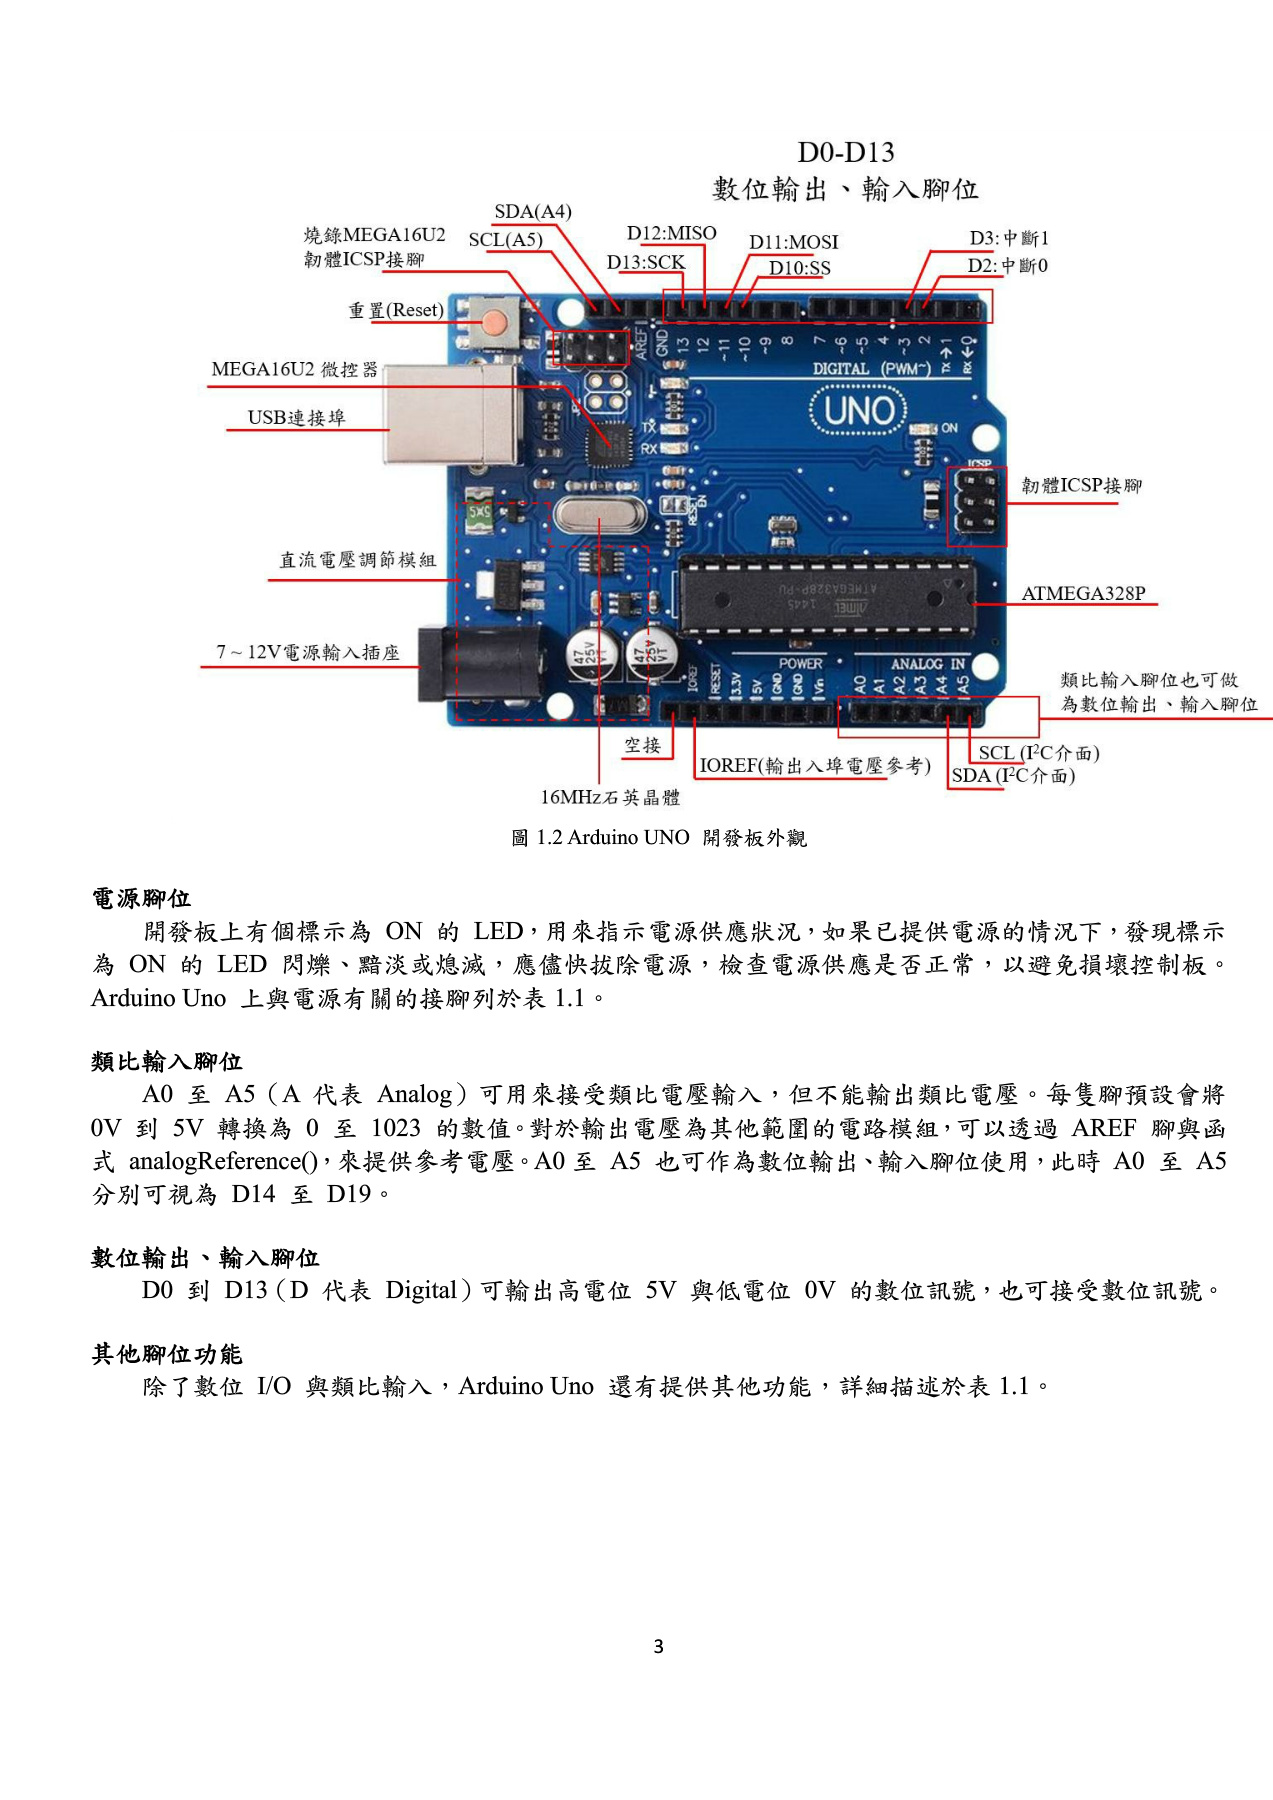 D0-D13
數位輸出、輸入腳位
SDA(A4)
燒錄MEGA16U2
韌體ICSP接腳
SCL(A5)
D12:MISO
D13:SCK
D11:MOSI
D10:SS
D3:中斷1
D2:中斷0
重置(Reset)
MEGA16U2 微控器
USB連接埠
AREF
GND
13
12
~11
~10
~9
8
7
~6
~5
4
~3
2
TX→1
RX←0
DIGITAL (PWM~)
UNO
L
TX
RX
ON
ICSP
RESET
EN
韌體ICSP接腳
直流電壓調節模組
ATMEL
1445
ATMEGA328P-PU
ATMEGA328P
7 ~ 12V電源輸入插座
47
25V
VT
47
25V
VT
POWER
ANALOG IN
IOREF
RESET
3.3V
5V
GND
GND
Vin
A0
A1
A2
A3
A4
A5
類比輸入腳位也可做
為數位輸出、輸入腳位
空接
IOREF(輸出入埠電壓參考)
SCL (I²C介面)
SDA (I²C介面)
16MHz石英晶體
圖 1.2 Arduino UNO 開發板外觀
電源腳位
開發板上有個標示為 ON 的 LED，用來指示電源供應狀況，如果已提供電源的情況下，發現標示
為 ON 的 LED 閃爍、黯淡或熄滅，應儘快拔除電源，檢查電源供應是否正常，以避免損壞控制板。
Arduino Uno 上與電源有關的接腳列於表 1.1。
類比輸入腳位
A0 至 A5（A 代表 Analog）可用來接受類比電壓輸入，但不能輸出類比電壓。每隻腳預設會將
0V 到 5V 轉換為 0 至 1023 的數值。對於輸出電壓為其他範圍的電路模組，可以透過 AREF 腳與函
式 analogReference()，來提供參考電壓。A0 至 A5 也可作為數位輸出、輸入腳位使用，此時 A0 至 A5
分別可視為 D14 至 D19。
數位輸出、輸入腳位
D0 到 D13（D 代表 Digital）可輸出高電位 5V 與低電位 0V 的數位訊號，也可接受數位訊號。
其他腳位功能
除了數位 I/O 與類比輸入，Arduino Uno 還有提供其他功能，詳細描述於表 1.1。
3